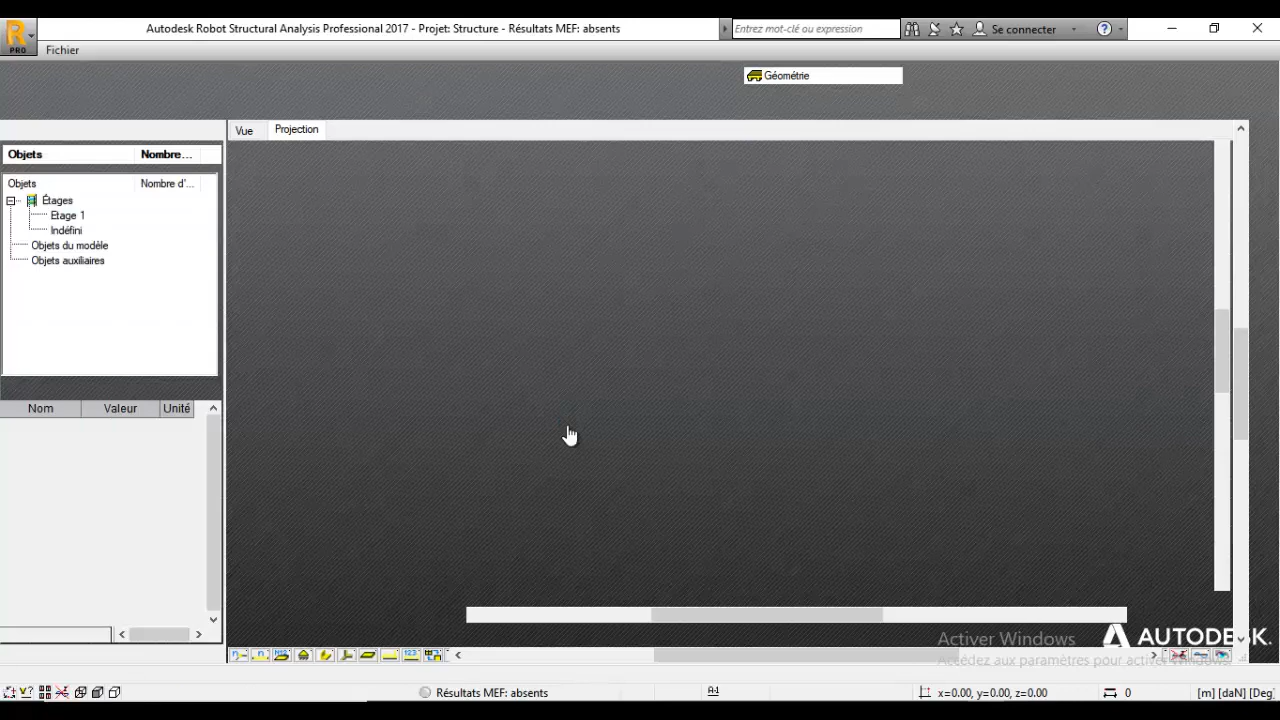 Autodesk Robot Structural Analysis Professional 2017 - Projet: Structure - Résultats MEF: absents
Entrez mot-clé ou expression
Se connecter
PRO
Fichier
Géométrie
Vue
Projection
Objets
Nombre...
Objets
Nombre d'...
Étages
Etage 1
Indéfini
Objets du modèle
Objets auxiliaires
Nom
Valeur
Unité
Activer Windows
AUTODESK.
Accédez aux paramètres pour activer Windows.
Résultats MEF: absents
x=0.00, y=0.00, z=0.00
0
[m] [daN] [Deg